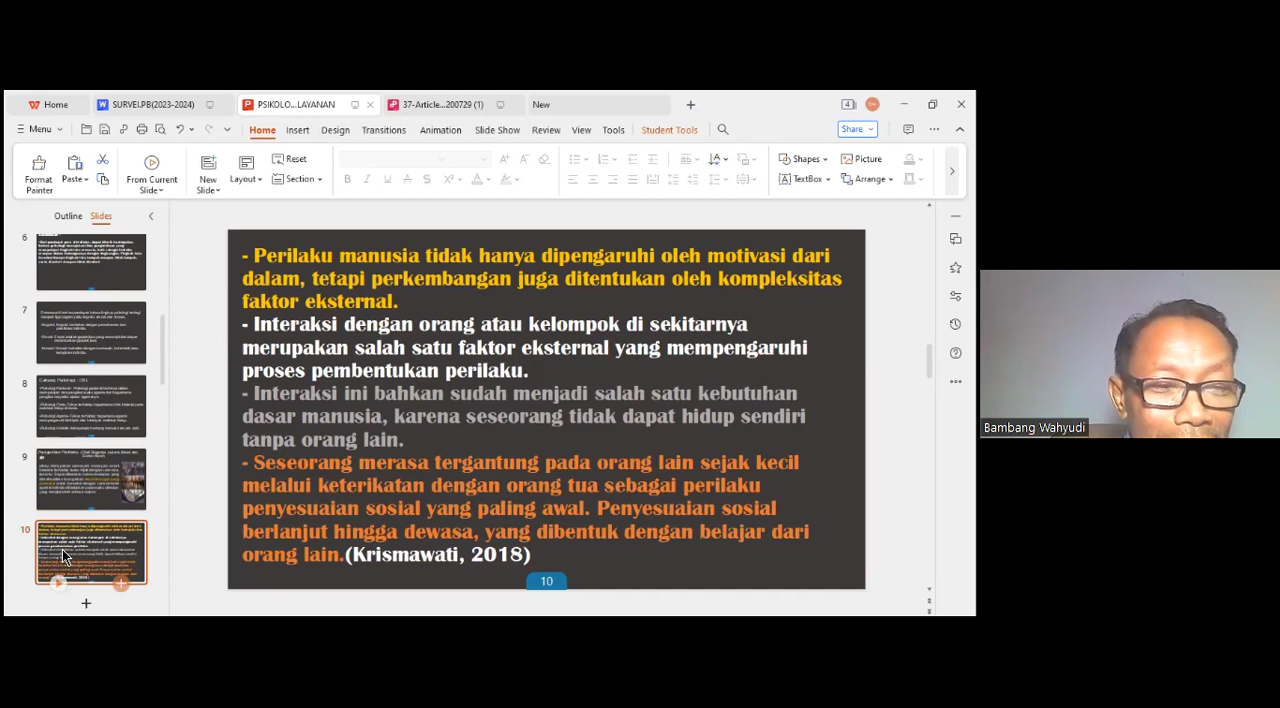 Home SURVEI.PB(2023-2024) PSIKOLO...LAYANAN 37-Article...200729 (1) New
Menu Home Insert Design Transitions Animation Slide Show Review View Tools Student Tools Share
Format Painter Paste From Current Slide New Slide Layout Reset Section Shapes Picture TextBox Arrange
Outline Slides
6
7
8
9
10
- Perilaku manusia tidak hanya dipengaruhi oleh motivasi dari
dalam, tetapi perkembangan juga ditentukan oleh kompleksitas
faktor eksternal.
- Interaksi dengan orang atau kelompok di sekitarnya
merupakan salah satu faktor eksternal yang mempengaruhi
proses pembentukan perilaku.
- Interaksi ini bahkan sudah menjadi salah satu kebutuhan
dasar manusia, karena seseorang tidak dapat hidup sendiri
tanpa orang lain.
- Seseorang merasa tergantung pada orang lain sejak kecil
melalui keterikatan dengan orang tua sebagai perilaku
penyesuaian sosial yang paling awal. Penyesuaian sosial
berlanjut hingga dewasa, yang dibentuk dengan belajar dari
orang lain.(Krismawati, 2013)
10
Bambang Wahyudi